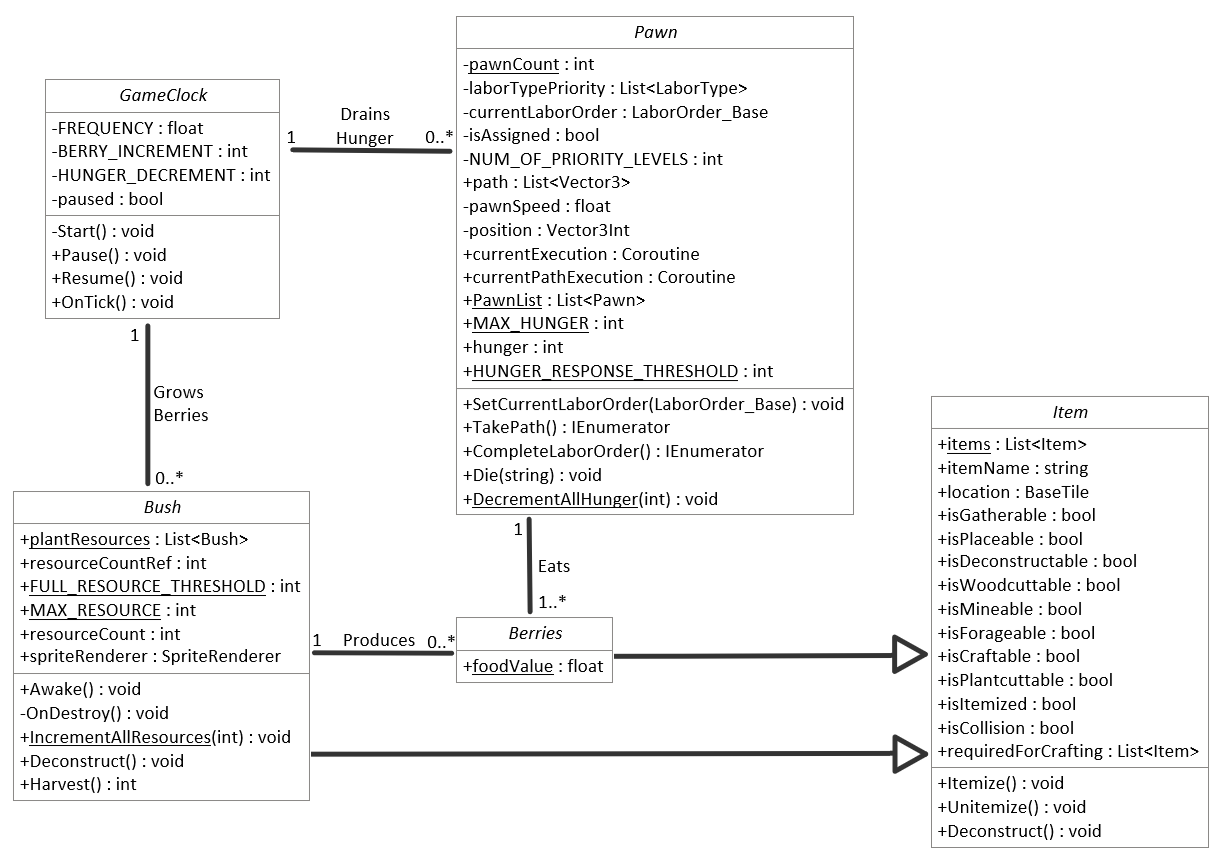 GameClock
-FREQUENCY : float
-BERRY_INCREMENT : int
-HUNGER_DECREMENT : int
-paused : bool
-Start() : void
+Pause() : void
+Resume() : void
+OnTick() : void
1
Drains
Hunger
0..*
Pawn
-pawnCount : int
-laborTypePriority : List<LaborType>
-currentLaborOrder : LaborOrder_Base
-isAssigned : bool
-NUM_OF_PRIORITY_LEVELS : int
+path : List<Vector3>
-pawnSpeed : float
-position : Vector3Int
+currentExecution : Coroutine
+currentPathExecution : Coroutine
+PawnList : List<Pawn>
+MAX_HUNGER : int
+hunger : int
+HUNGER_RESPONSE_THRESHOLD : int
+SetCurrentLaborOrder(LaborOrder_Base) : void
+TakePath() : IEnumerator
+CompleteLaborOrder() : IEnumerator
+Die(string) : void
+DecrementAllHunger(int) : void
1
Grows
Berries
0..*
Bush
+plantResources : List<Bush>
+resourceCountRef : int
+FULL_RESOURCE_THRESHOLD : int
+MAX_RESOURCE : int
+resourceCount : int
+spriteRenderer : SpriteRenderer
+Awake() : void
-OnDestroy() : void
+IncrementAllResources(int) : void
+Deconstruct() : void
+Harvest() : int
1
Eats
1..*
1 Produces 0..*
Berries
+foodValue : float
Item
+items : List<Item>
+itemName : string
+location : BaseTile
+isGatherable : bool
+isPlaceable : bool
+isDeconstructable : bool
+isWoodcuttable : bool
+isMineable : bool
+isForageable : bool
+isCraftable : bool
+isPlantcuttable : bool
+isItemized : bool
+isCollision : bool
+requiredForCrafting : List<Item>
+Itemize() : void
+Unitemize() : void
+Deconstruct() : void